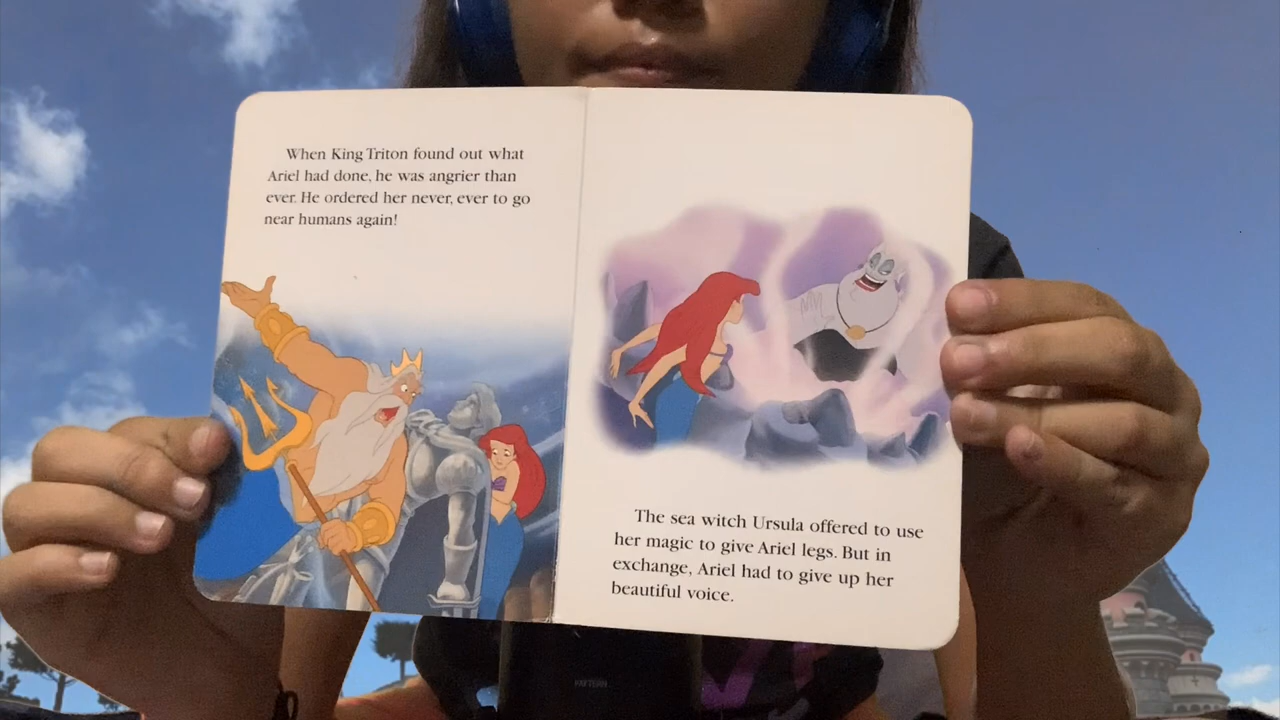 When King Triton found out what
Ariel had done, he was angrier than
ever. He ordered her never, ever to go
near humans again!
The sea witch Ursula offered to use
her magic to give Ariel legs. But in
exchange, Ariel had to give up her
beautiful voice.